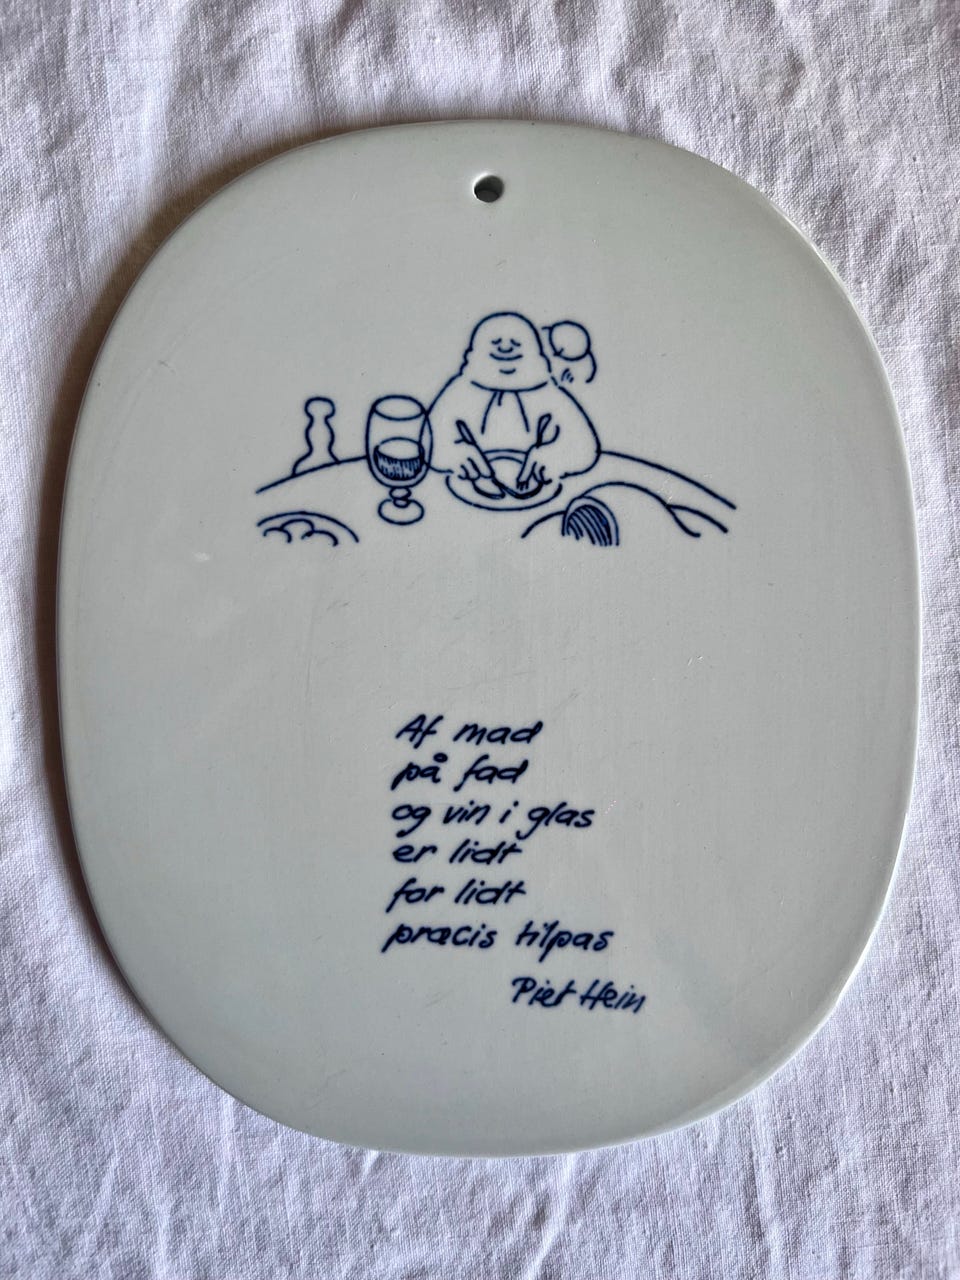 Af mad
på fad
og vin i glas
er lidt
for lidt
præcis tilpas
Piet Hein